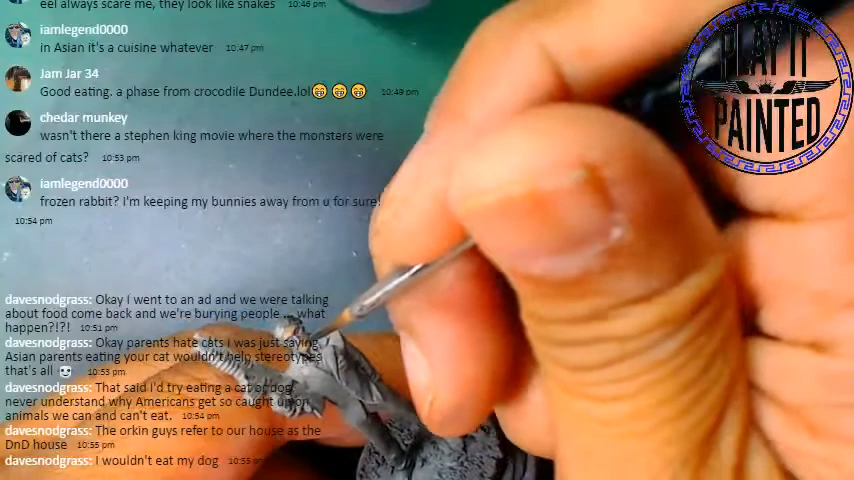 eel always scare me, they look like snakes 10:46 pm
iamlegend0000
in Asian it's a cuisine whatever 10:47 pm
Jam Jar 34
Good eating. a phase from crocodile Dundee.lol😁 😁 😁 10:49 pm
chedar munkey
wasn't there a stephen king movie where the monsters were
scared of cats? 10:53 pm
iamlegend0000
frozen rabbit? I'm keeping my bunnies away from u for sure!
10:54 pm
davesnodgrass: Okay I went to an ad and we were talking
about food come back and we're burying people ... what
happen?!?! 10:51 pm
davesnodgrass: Okay parents hate cats i was just saying
Asian parents eating your cat wouldn't help stereotypes
that's all 10:53 pm
davesnodgrass: That said I'd try eating a cat or dog,
never understand why Americans get so caught up on
animals we can and can't eat. 10:54 pm
davesnodgrass: The orkin guys refer to our house as the
DnD house 10:55 pm
davesnodgrass: I wouldn't eat my dog 10:55 pm
PLAY IT
PAINTED